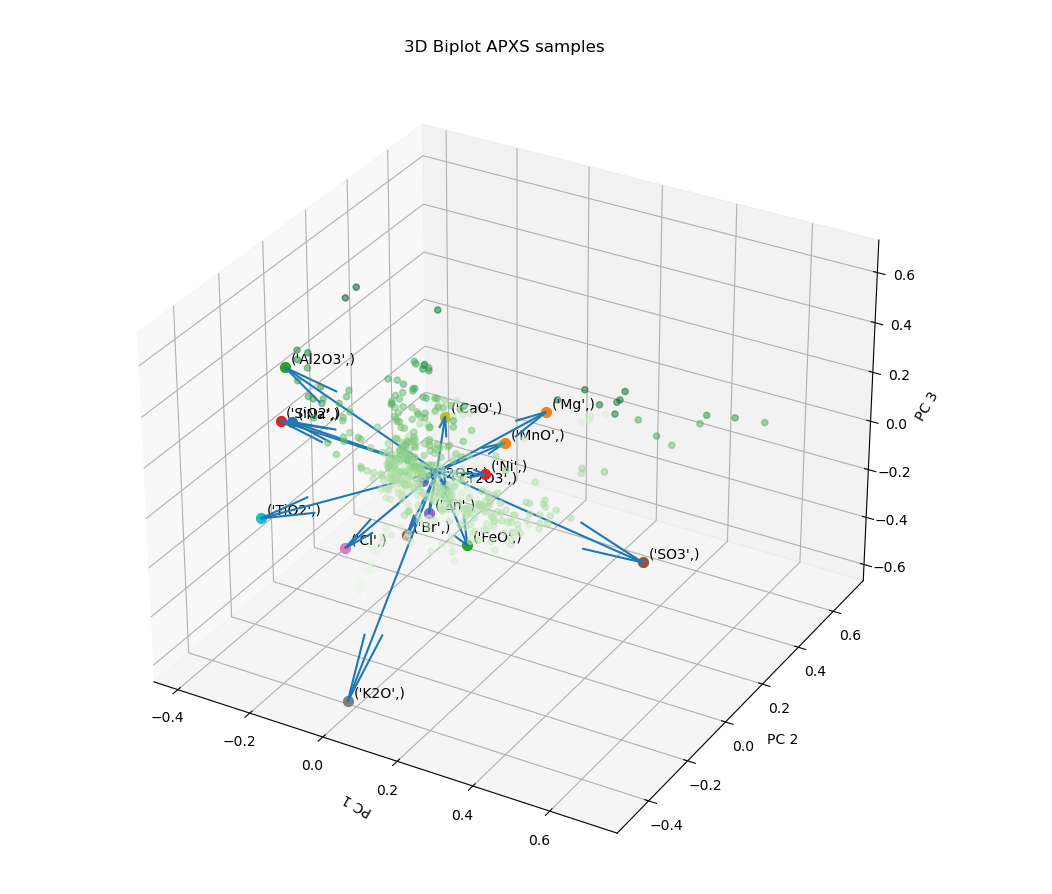 3D Biplot APXS samples
('Al2O3',)
('CaO',)
('Mg',)
('MnO',)
('Ni',)
('TiO2',)
('Cl',)
('Br',)
('FeO',)
('SO3',)
('K2O',)
0.6
0.4
0.2
0.0
−0.2
−0.4
−0.6
PC 3
0.6
0.4
0.2
0.0
−0.2
−0.4
PC 2
−0.4
−0.2
0.0
0.2
0.4
0.6
PC 1